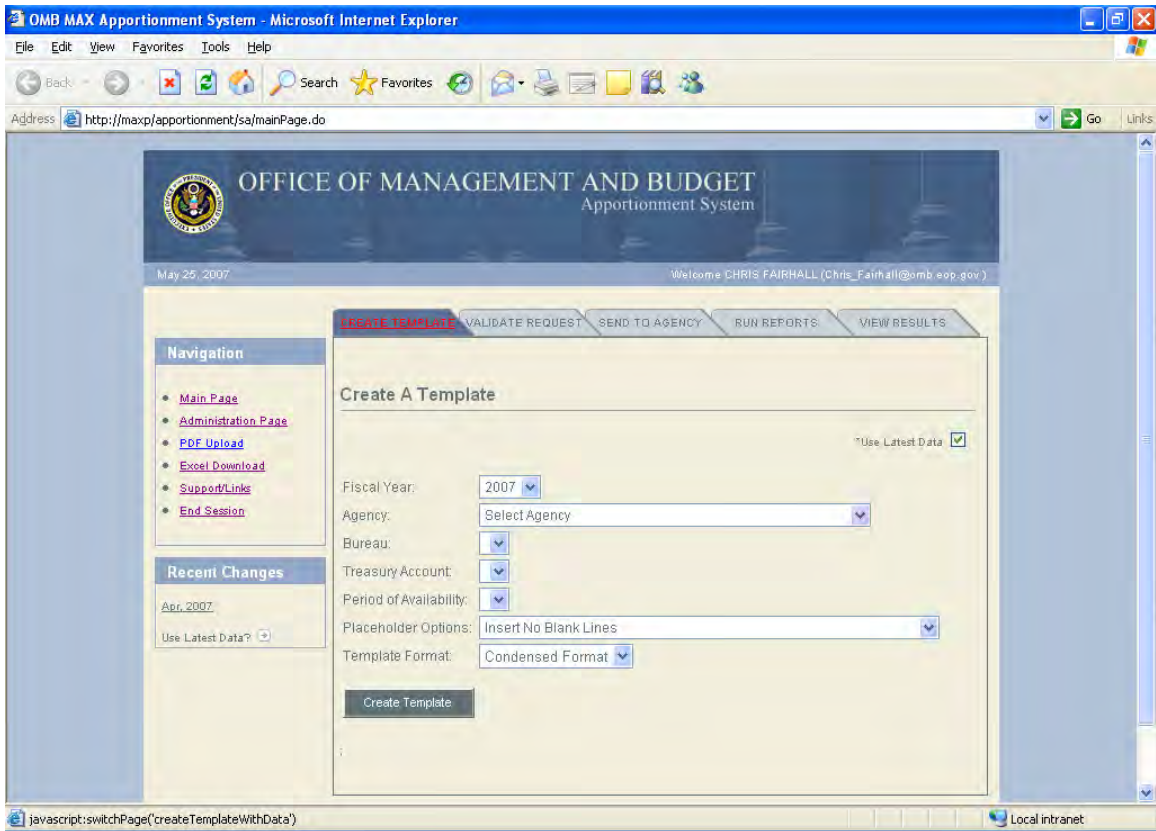 OMB MAX Apportionment System - Microsoft Internet Explorer
File Edit View Favorites Tools Help
Back Search Favorites
Address http://maxp/apportionment/sa/mainPage.do Go Links
OFFICE OF MANAGEMENT AND BUDGET
Apportionment System
May 25, 2007 Welcome CHRIS FAIRHALL (Chris_Fairhall@omb.eop.gov )
CREATE TEMPLATE VALIDATE REQUEST SEND TO AGENCY RUN REPORTS VIEW RESULTS
Navigation
Main Page
Administration Page
PDF Upload
Excel Download
Support/Links
End Session
Recent Changes
Apr, 2007
Use Latest Data?
Create A Template
*Use Latest Data
Fiscal Year: 2007
Agency: Select Agency
Bureau:
Treasury Account:
Period of Availability:
Placeholder Options: Insert No Blank Lines
Template Format: Condensed Format
Create Template
javascript:switchPage('createTemplateWithData') Local intranet